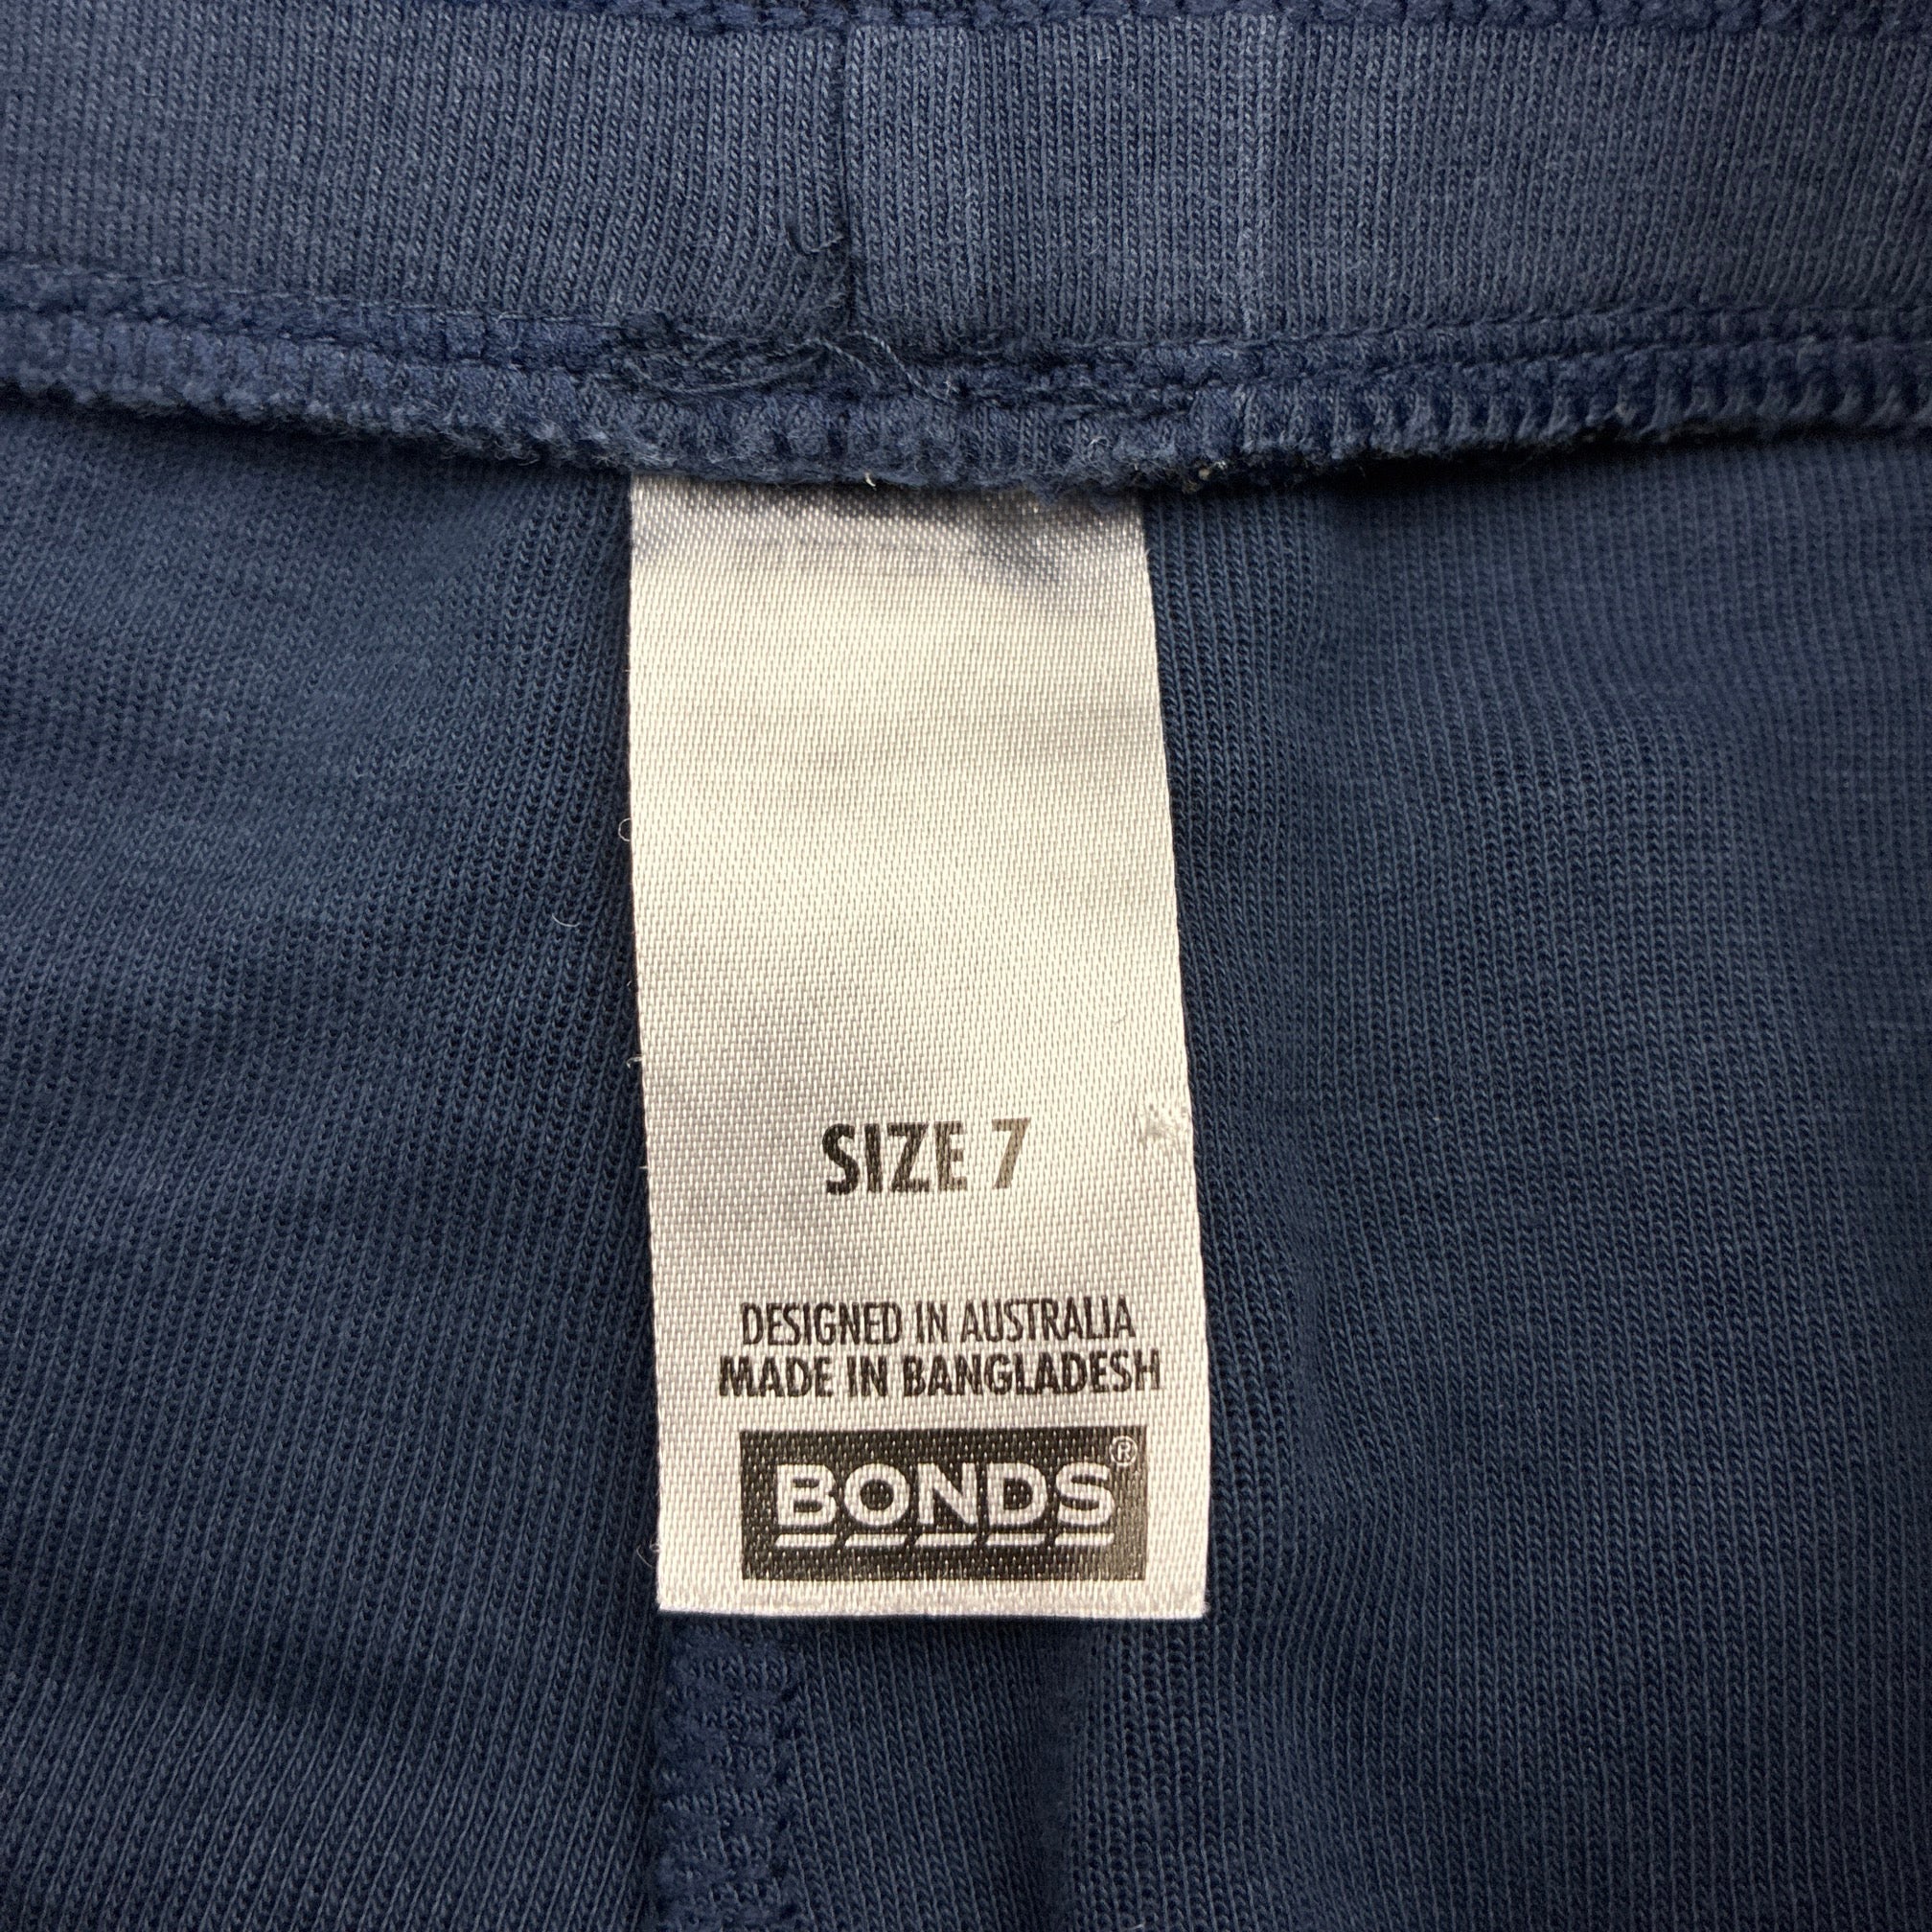 SIZE 7
DESIGNED IN AUSTRALIA
MADE IN BANGLADESH
BONDS®